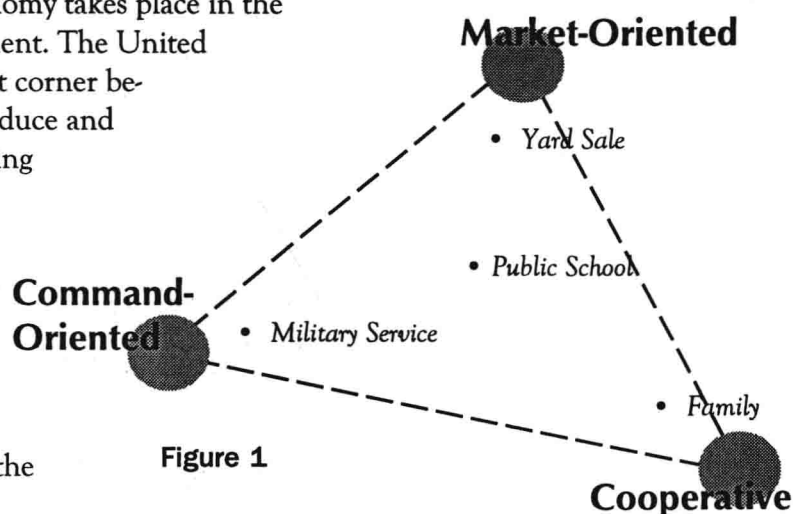 nomy takes place in the
ent. The United
t corner be-
duce and
ng
the
Market-Oriented
• Yard Sale
• Public School
Command-
Oriented
• Military Service
• Family
Figure 1
Cooperative